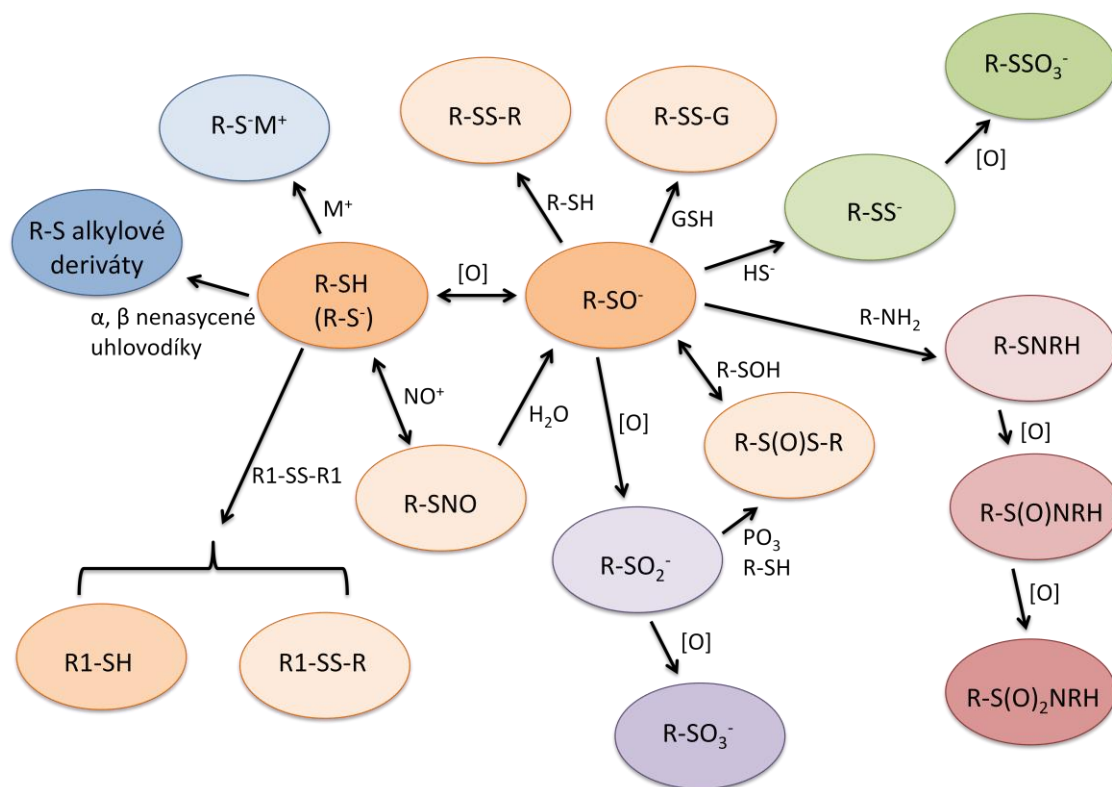 R-SSO₃⁻
R-SS-R
R-SS-G
R-S⁻M⁺
[O]
R-SH
GSH
R-SS⁻
M⁺
R-S alkylové
deriváty
[O]
HS⁻
R-SH
(R-S⁻)
R-SO⁻
α, β nenasycené
uhlovodíky
R-NH₂
R-SNRH
R-SOH
NO⁺
H₂O
[O]
[O]
R-S(O)S-R
R1-SS-R1
R-SNO
R-S(O)NRH
PO₃
R-SH
R-SO₂⁻
[O]
[O]
R1-SH
R1-SS-R
R-S(O)₂NRH
R-SO₃⁻